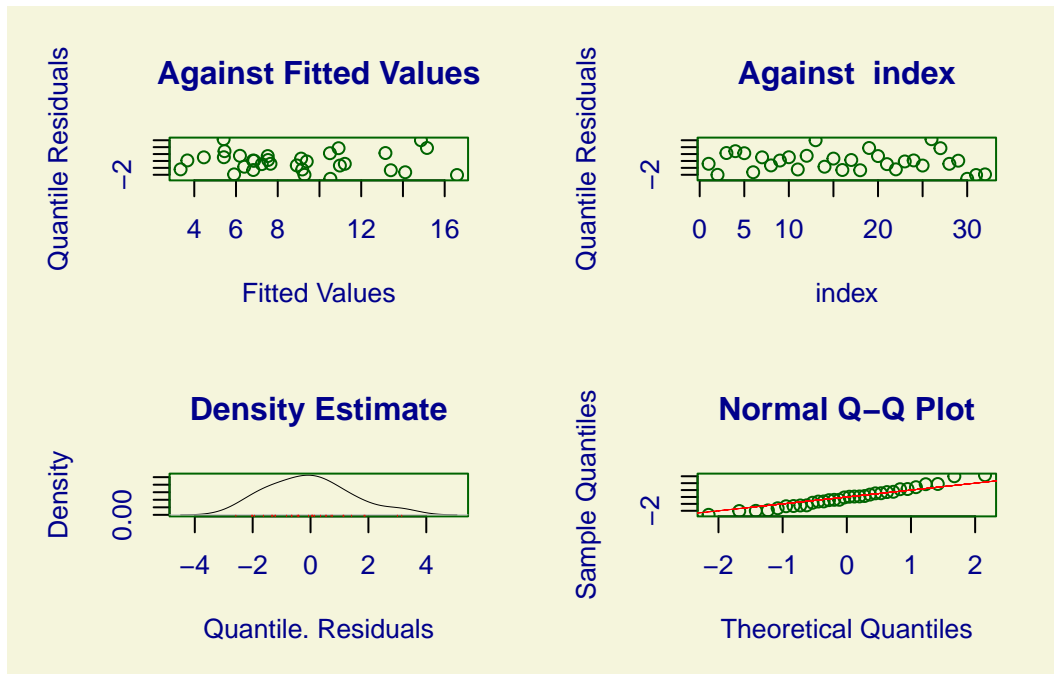 Against Fitted Values
Quantile Residuals
−2
4 6 8 12 16
Fitted Values
Against index
Quantile Residuals
−2
0 5 10 20 30
index
Density Estimate
Density
0.00
−4 −2 0 2 4
Quantile. Residuals
Normal Q−Q Plot
Sample Quantiles
−2
−2 −1 0 1 2
Theoretical Quantiles